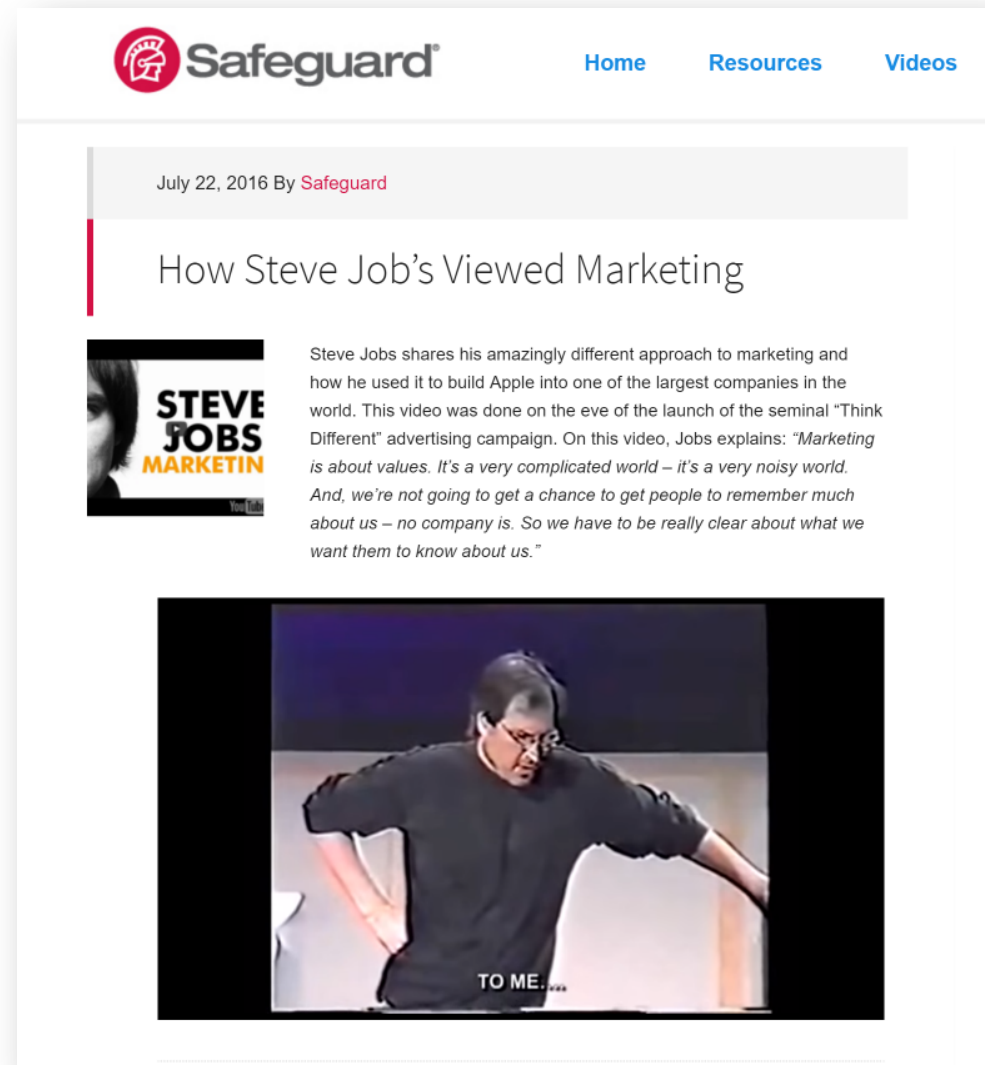 Safeguard®
Home Resources Videos
July 22, 2016 By Safeguard
How Steve Job’s Viewed Marketing
STEVE
JOBS
MARKETIN
YouTube
Steve Jobs shares his amazingly different approach to marketing and
how he used it to build Apple into one of the largest companies in the
world. This video was done on the eve of the launch of the seminal “Think
Different” advertising campaign. On this video, Jobs explains: “Marketing
is about values. It’s a very complicated world – it’s a very noisy world.
And, we’re not going to get a chance to get people to remember much
about us – no company is. So we have to be really clear about what we
want them to know about us.”
TO ME....